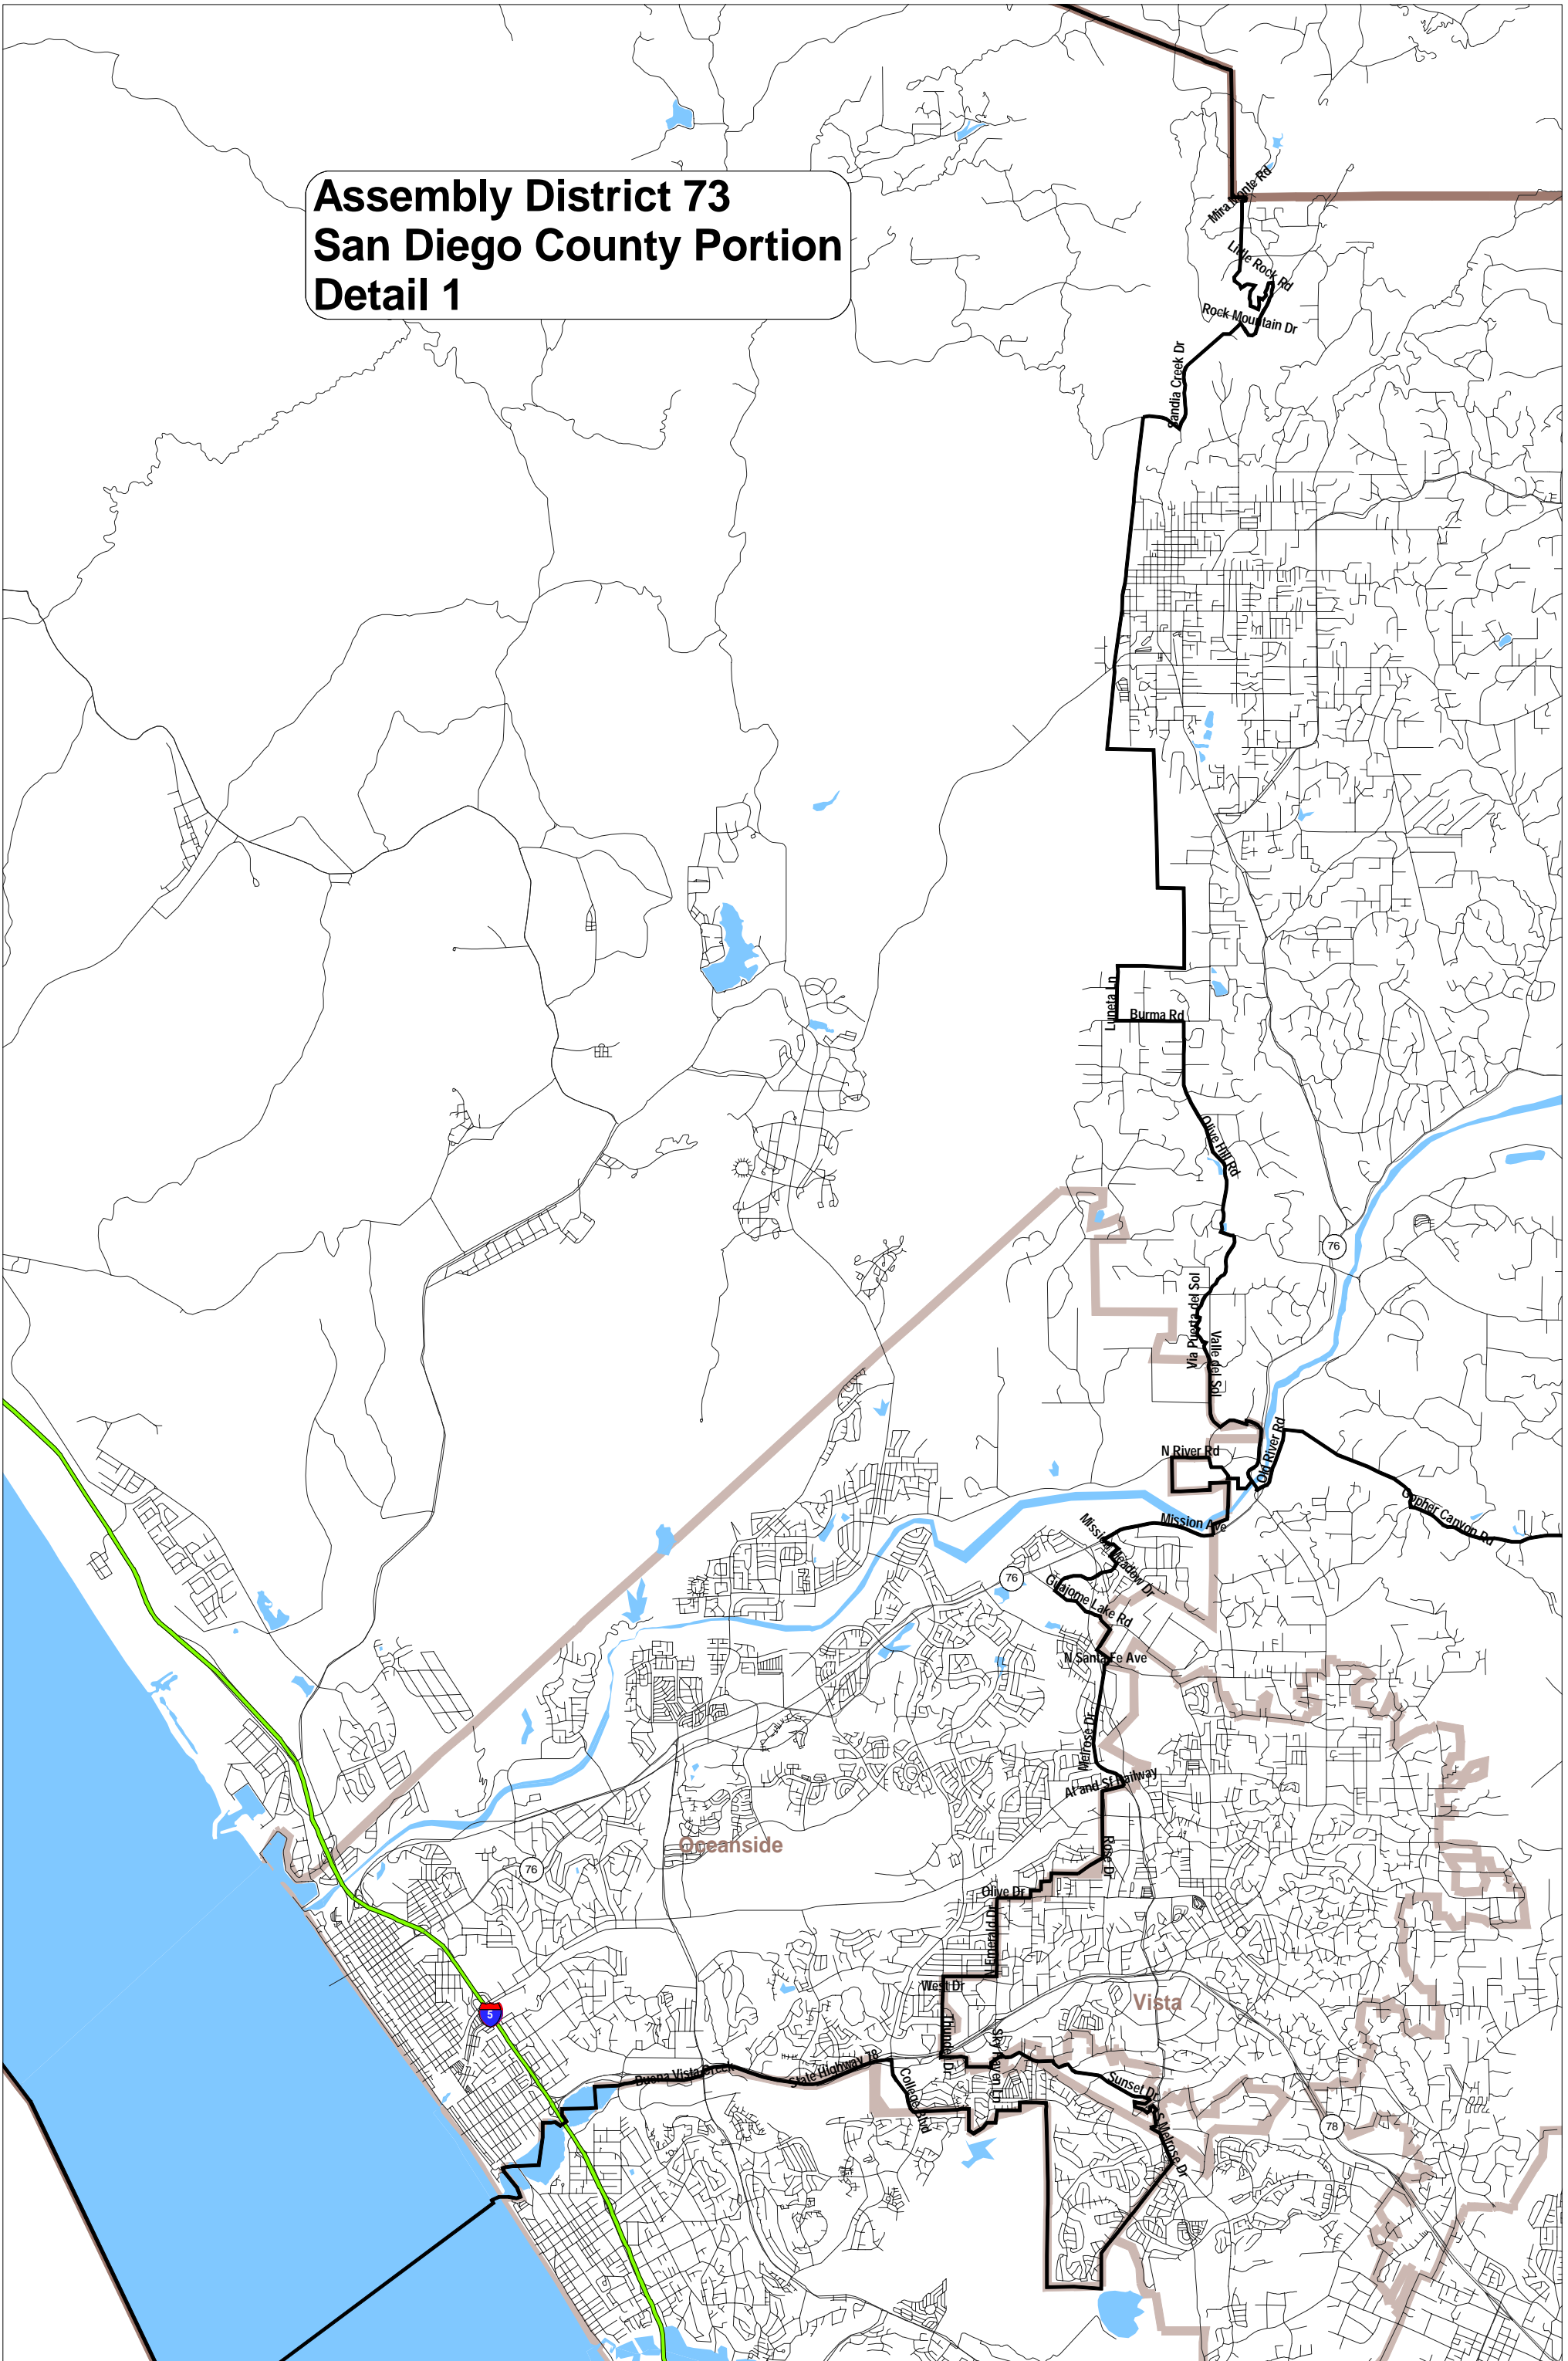 Assembly District 73
San Diego County Portion
Detail 1
Mira Monte Rd
Little Rock Rd
Rock Mountain Dr
Sandia Creek Dr
Luneta Ln
Burma Rd
Olive Hill Rd
76
Via Puerta del Sol
Valle del Sol
Old River Rd
N River Rd
Gopher Canyon Rd
Mission Ave
Mission Meadow Dr
76
Guajome Lake Rd
N Santa Fe Ave
Melrose Dr
At and Sf Railway
Oceanside
Rose Dr
76
Olive Dr
N Emerald Dr
West Dr
Vista
5
Thunder Dr
Sky Haven Ln
State Highway 78
Buena Vista Creek
College Blvd
Sunset Dr
S Melrose Dr
78